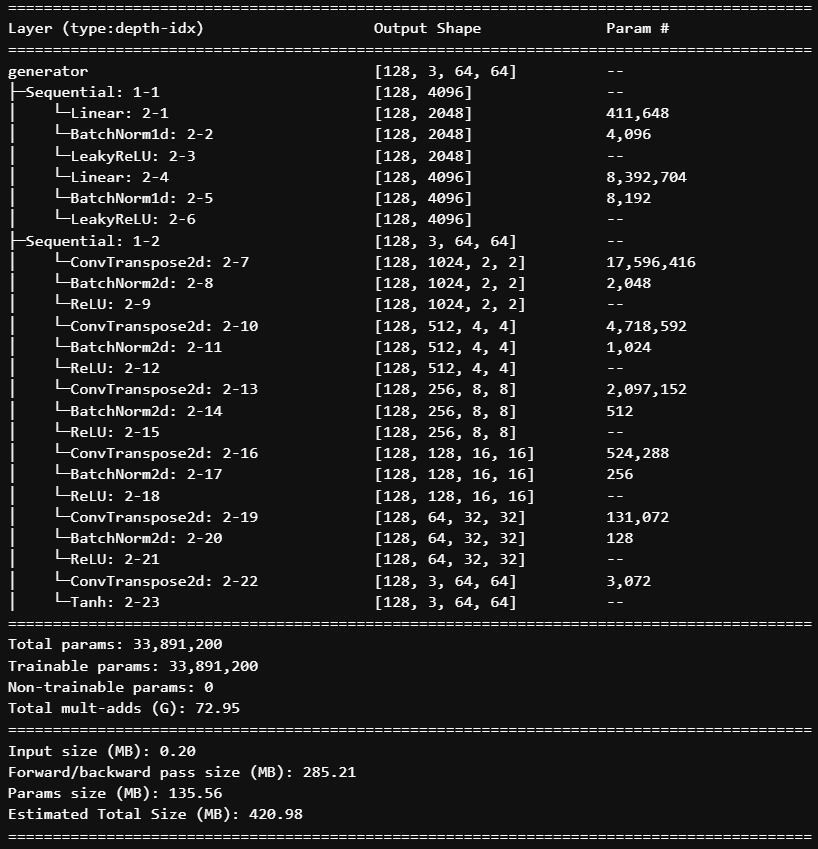 ==========================================================================================
Layer (type:depth-idx)                   Output Shape              Param #
==========================================================================================
generator                                [128, 3, 64, 64]          --
├─Sequential: 1-1                        [128, 4096]               --
│    └─Linear: 2-1                       [128, 2048]               411,648
│    └─BatchNorm1d: 2-2                  [128, 2048]               4,096
│    └─LeakyReLU: 2-3                    [128, 2048]               --
│    └─Linear: 2-4                       [128, 4096]               8,392,704
│    └─BatchNorm1d: 2-5                  [128, 4096]               8,192
│    └─LeakyReLU: 2-6                    [128, 4096]               --
├─Sequential: 1-2                        [128, 3, 64, 64]          --
│    └─ConvTranspose2d: 2-7              [128, 1024, 2, 2]         17,596,416
│    └─BatchNorm2d: 2-8                  [128, 1024, 2, 2]         2,048
│    └─ReLU: 2-9                         [128, 1024, 2, 2]         --
│    └─ConvTranspose2d: 2-10             [128, 512, 4, 4]          4,718,592
│    └─BatchNorm2d: 2-11                 [128, 512, 4, 4]          1,024
│    └─ReLU: 2-12                        [128, 512, 4, 4]          --
│    └─ConvTranspose2d: 2-13             [128, 256, 8, 8]          2,097,152
│    └─BatchNorm2d: 2-14                 [128, 256, 8, 8]          512
│    └─ReLU: 2-15                        [128, 256, 8, 8]          --
│    └─ConvTranspose2d: 2-16             [128, 128, 16, 16]        524,288
│    └─BatchNorm2d: 2-17                 [128, 128, 16, 16]        256
│    └─ReLU: 2-18                        [128, 128, 16, 16]        --
│    └─ConvTranspose2d: 2-19             [128, 64, 32, 32]         131,072
│    └─BatchNorm2d: 2-20                 [128, 64, 32, 32]         128
│    └─ReLU: 2-21                        [128, 64, 32, 32]         --
│    └─ConvTranspose2d: 2-22             [128, 3, 64, 64]          3,072
│    └─Tanh: 2-23                        [128, 3, 64, 64]          --
==========================================================================================
Total params: 33,891,200
Trainable params: 33,891,200
Non-trainable params: 0
Total mult-adds (G): 72.95
==========================================================================================
Input size (MB): 0.20
Forward/backward pass size (MB): 285.21
Params size (MB): 135.56
Estimated Total Size (MB): 420.98
==========================================================================================